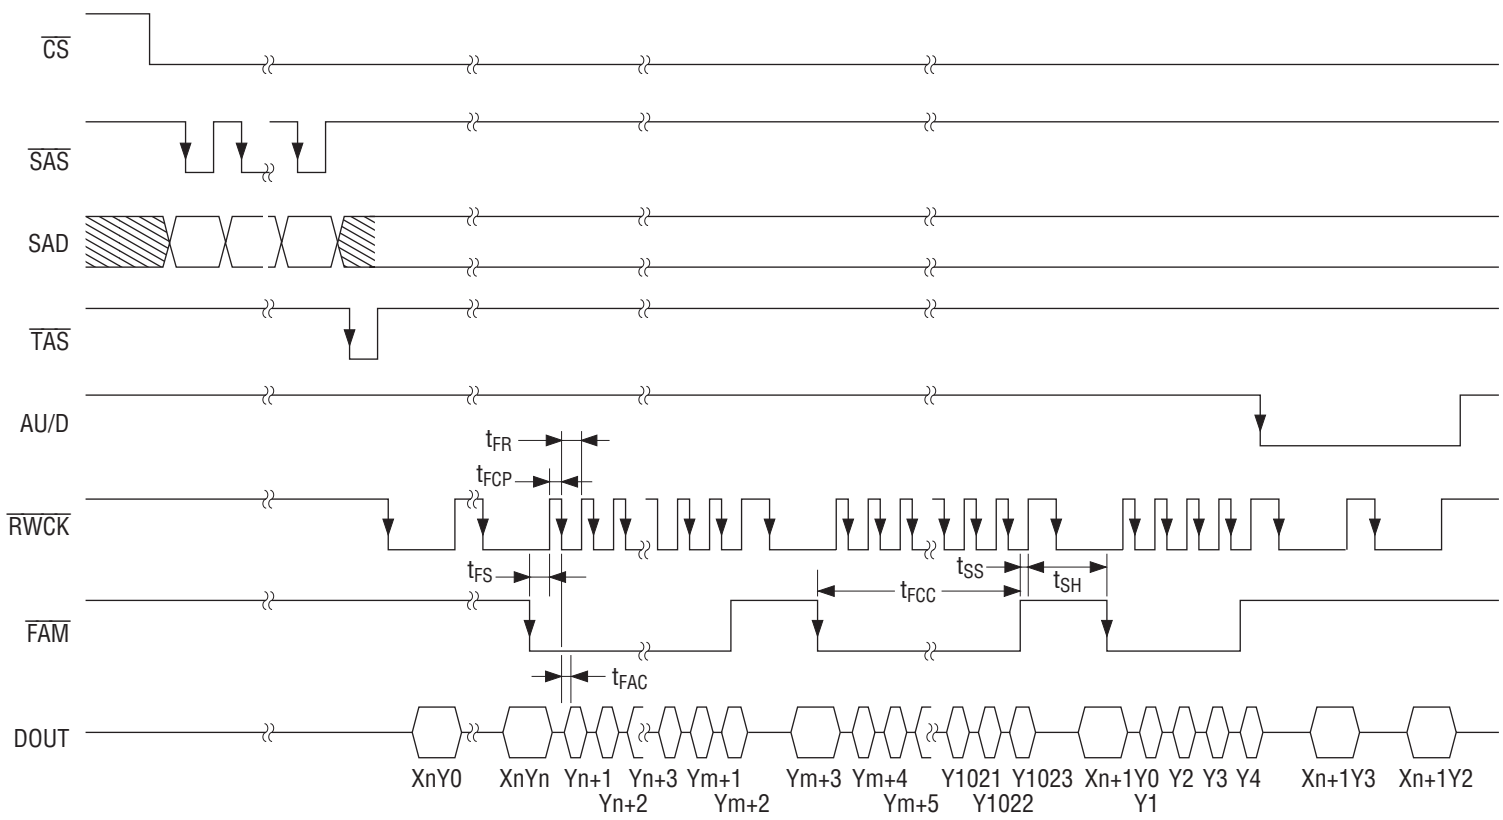 CS
SAS
SAD
TAS
AU/D
tFR
tFCP
RWCK
tFS
tSS
tSH
tFCC
FAM
tFAC
DOUT
XnY0 XnYn Yn+1 Yn+3 Ym+1 Ym+3 Ym+4 Y1021 Y1023 Xn+1Y0 Y2 Y3 Y4 Xn+1Y3 Xn+1Y2
Yn+2 Ym+2 Ym+5 Y1022 Y1